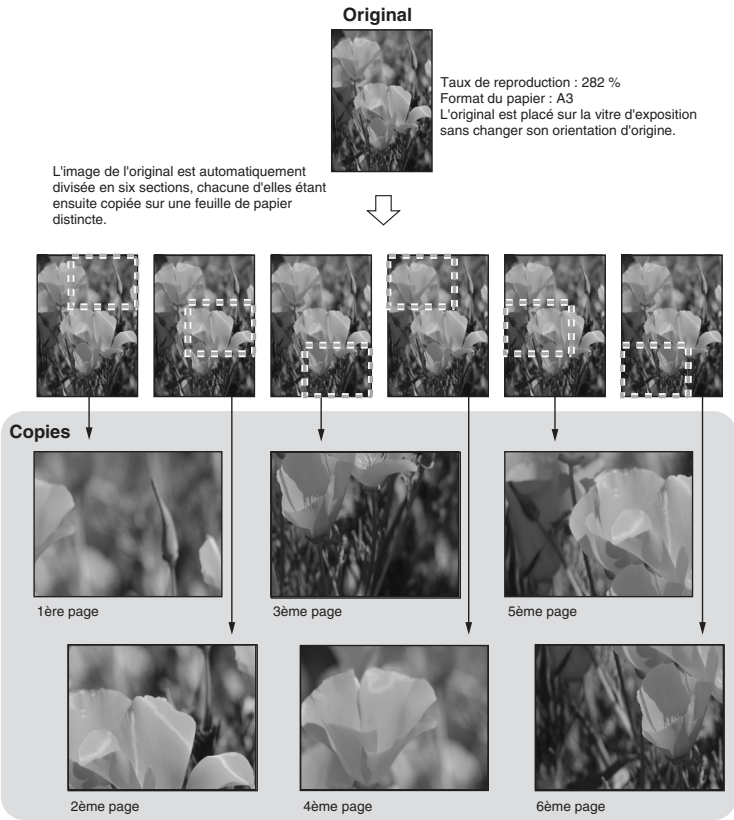 Original
Taux de reproduction : 282 %
Format du papier : A3
L'original est placé sur la vitre d'exposition
sans changer son orientation d'origine.
L'image de l'original est automatiquement
divisée en six sections, chacune d'elles étant
ensuite copiée sur une feuille de papier
distincte.
Copies
1ère page
3ème page
5ème page
2ème page
4ème page
6ème page